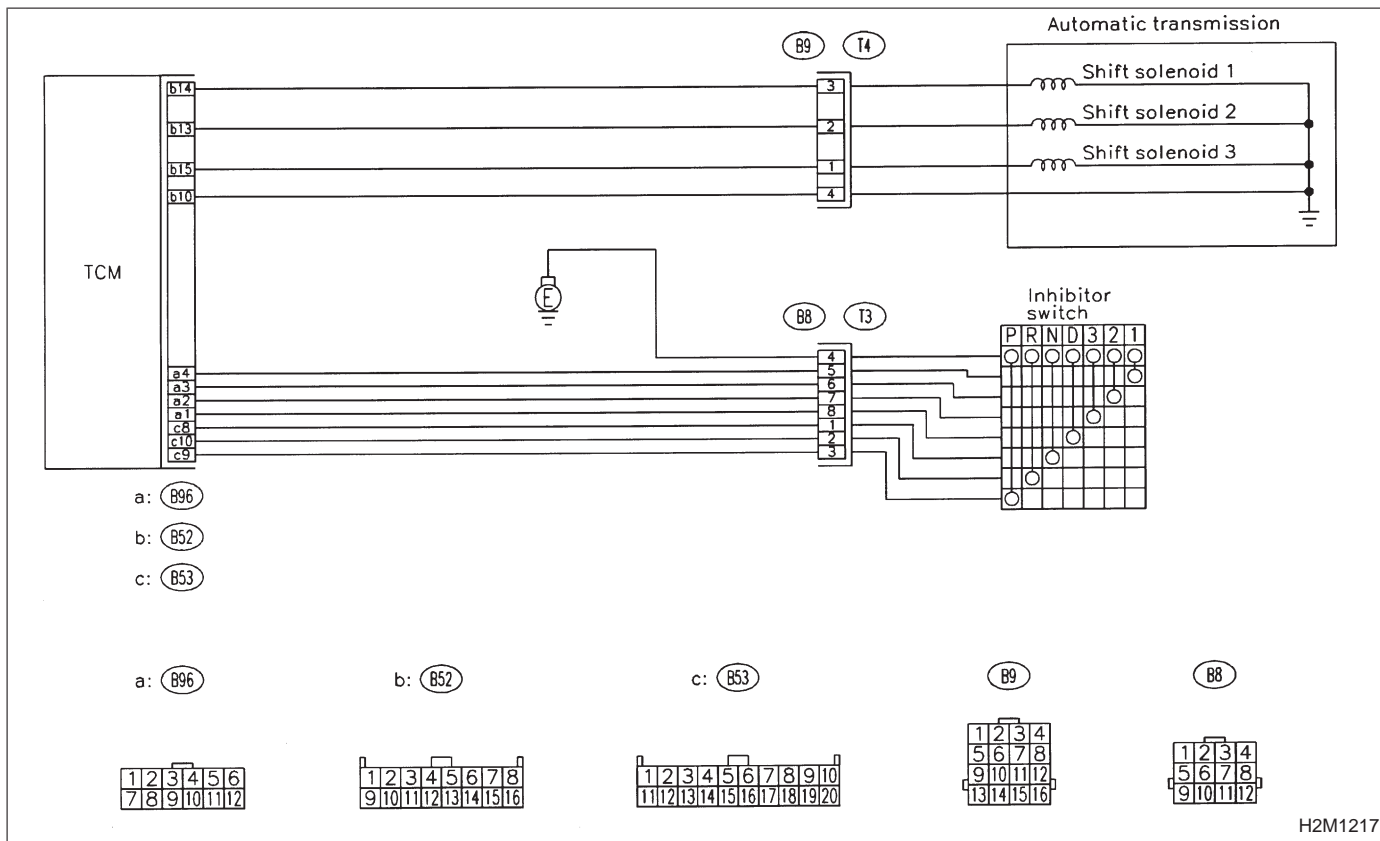 Automatic transmission
B9 T4
b14 3 Shift solenoid 1
b13 2 Shift solenoid 2
b15 1 Shift solenoid 3
b10 4
TCM
E
Inhibitor
switch
B8 T3
P R N D 3 2 1
4
a4 5
a3 6
a2 7
a1 8
c8 1
c10 2
c9 3
a: B96
b: B52
c: B53
a: B96
b: B52
c: B53
B9
B8
1 2 3 4 5 6
7 8 9 10 11 12
1 2 3 4 5 6 7 8
9 10 11 12 13 14 15 16
1 2 3 4 5 6 7 8 9 10
11 12 13 14 15 16 17 18 19 20
1 2 3 4
5 6 7 8
9 10 11 12
13 14 15 16
1 2 3 4
5 6 7 8
9 10 11 12
H2M1217